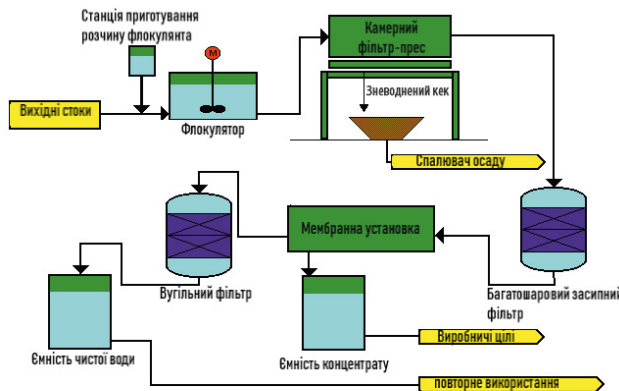 Станція приготування
розчину флокулянта
М
Камерний
фільтр-прес
Вихідні стоки
Флокулятор
Зневоднений кек
Спалювач осаду
Мембранна установка
Вугільний фільтр
Багатошаровий засипний
фільтр
Виробничі цілі
Ємність чистої води
Ємність концентрату
повторне використання